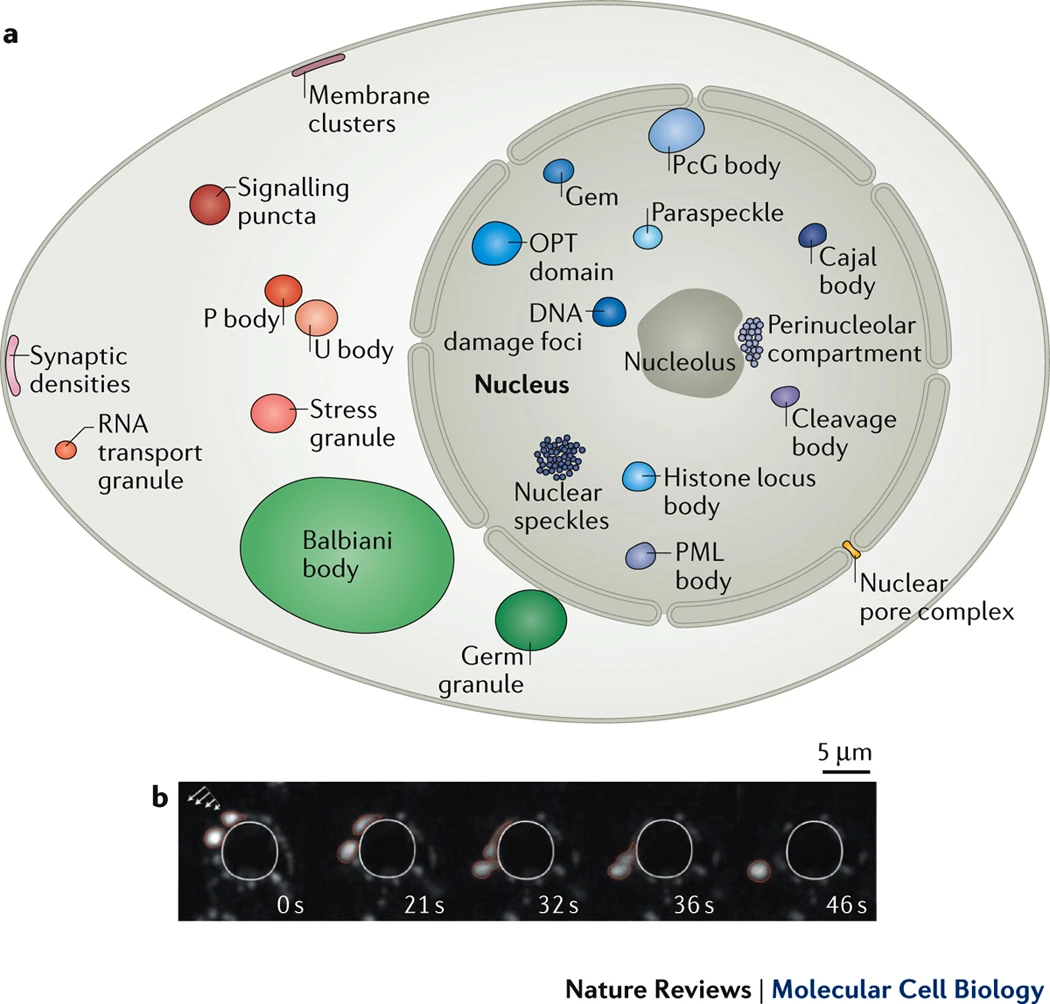 a
Membrane
clusters
Signalling
puncta
P body
U body
Synaptic
densities
RNA
transport
granule
Stress
granule
Balbiani
body
Germ
granule
PcG body
Gem
Paraspeckle
OPT
domain
Cajal
body
DNA
damage foci
Nucleolus
Perinucleolar
compartment
Nucleus
Cleavage
body
Nuclear
speckles
Histone locus
body
PML
body
Nuclear
pore complex
5 μm
b
0 s
21 s
32 s
36 s
46 s
Nature Reviews | Molecular Cell Biology